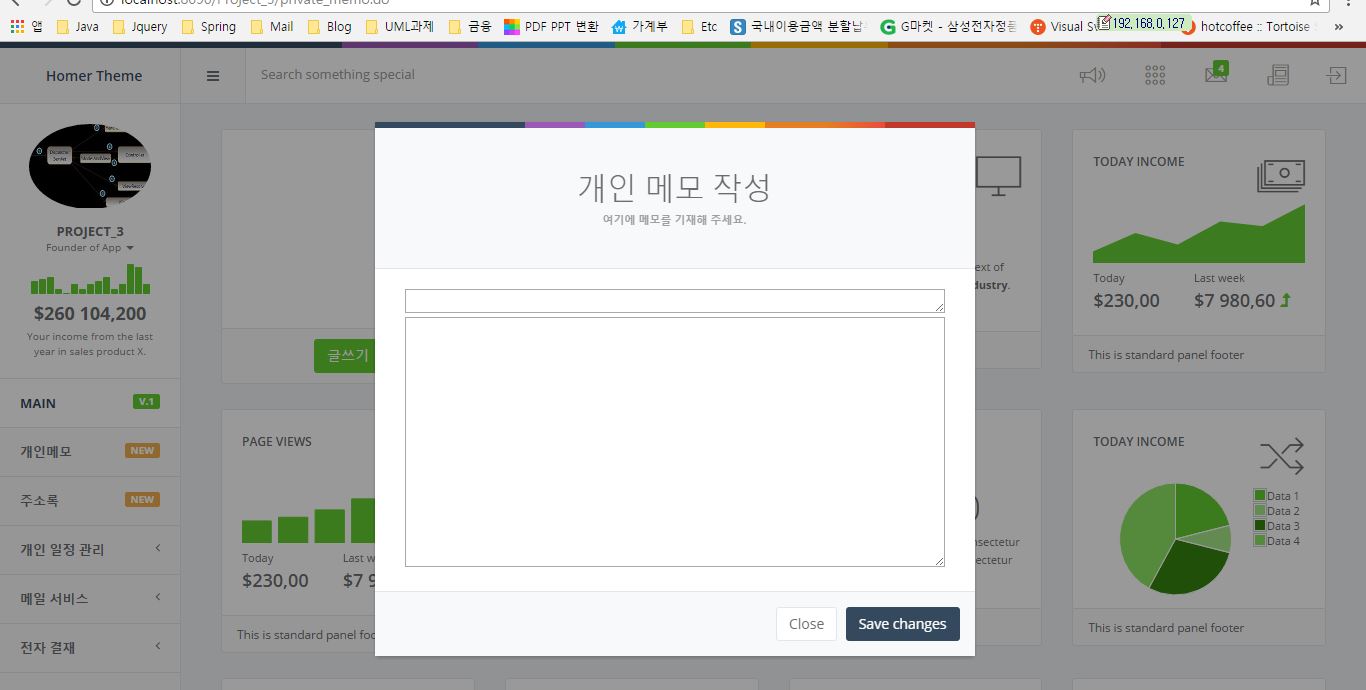 localhost:8090/Project_3/private_memo.do
앱 Java Jquery Spring Mail Blog UML과제 금융 PDF PPT 변환 가계부 Etc 국내이용금액 분할납 G마켓 - 삼성전자정품 Visual 192,168,0,127 hotcoffee :: Tortoise »
Homer Theme
Search something special
4
PROJECT_3
Founder of App
$260 104,200
Your income from the last
year in sales product X.
MAIN V.1
개인메모 NEW
주소록 NEW
개인 일정 관리
메일 서비스
전자 결재
글쓰기
PAGE VIEWS
Today Last w
$230,00 $7 9
This is standard panel foo
개인 메모 작성
여기에 메모를 기재해 주세요.
Close Save changes
ext of
dustry.
nsectetur
ectetur
TODAY INCOME
Today Last week
$230,00 $7 980,60
This is standard panel footer
TODAY INCOME
Data 1
Data 2
Data 3
Data 4
This is standard panel footer